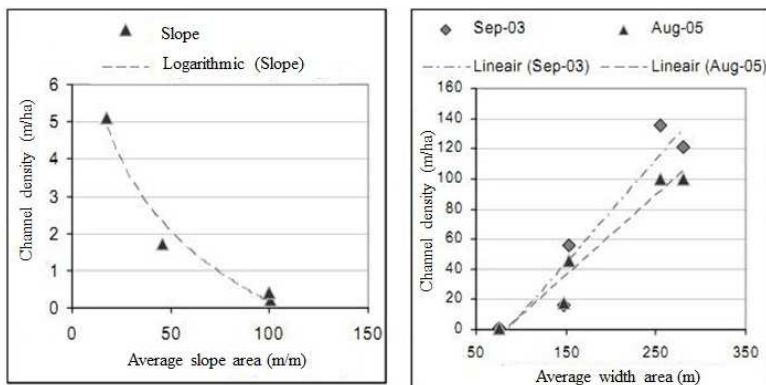 Slope
Logarithmic (Slope)
6
5
4
3
2
1
0
0 50 100 150
Channel density (m/ha)
Average slope area (m/m)
Sep-03 Aug-05
Lineair (Sep-03) Lineair (Aug-05)
160
140
120
100
80
60
40
20
0
50 150 250 350
Channel density (m/ha)
Average width area (m)